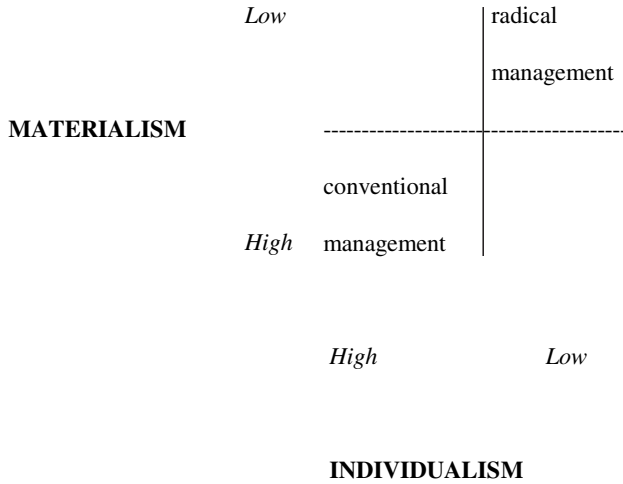 Low radical
management
MATERIALISM
conventional
High management
High Low
INDIVIDUALISM